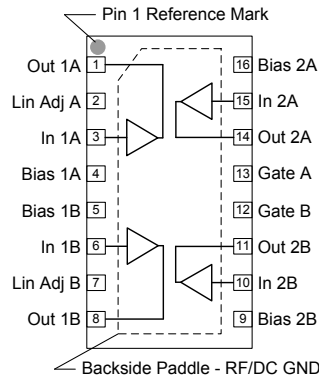 Pin 1 Reference Mark
Out 1A 1 16 Bias 2A
Lin Adj A 2 15 In 2A
In 1A 3 14 Out 2A
Bias 1A 4 13 Gate A
Bias 1B 5 12 Gate B
In 1B 6 11 Out 2B
Lin Adj B 7 10 In 2B
Out 1B 8 9 Bias 2B
Backside Paddle - RF/DC GND